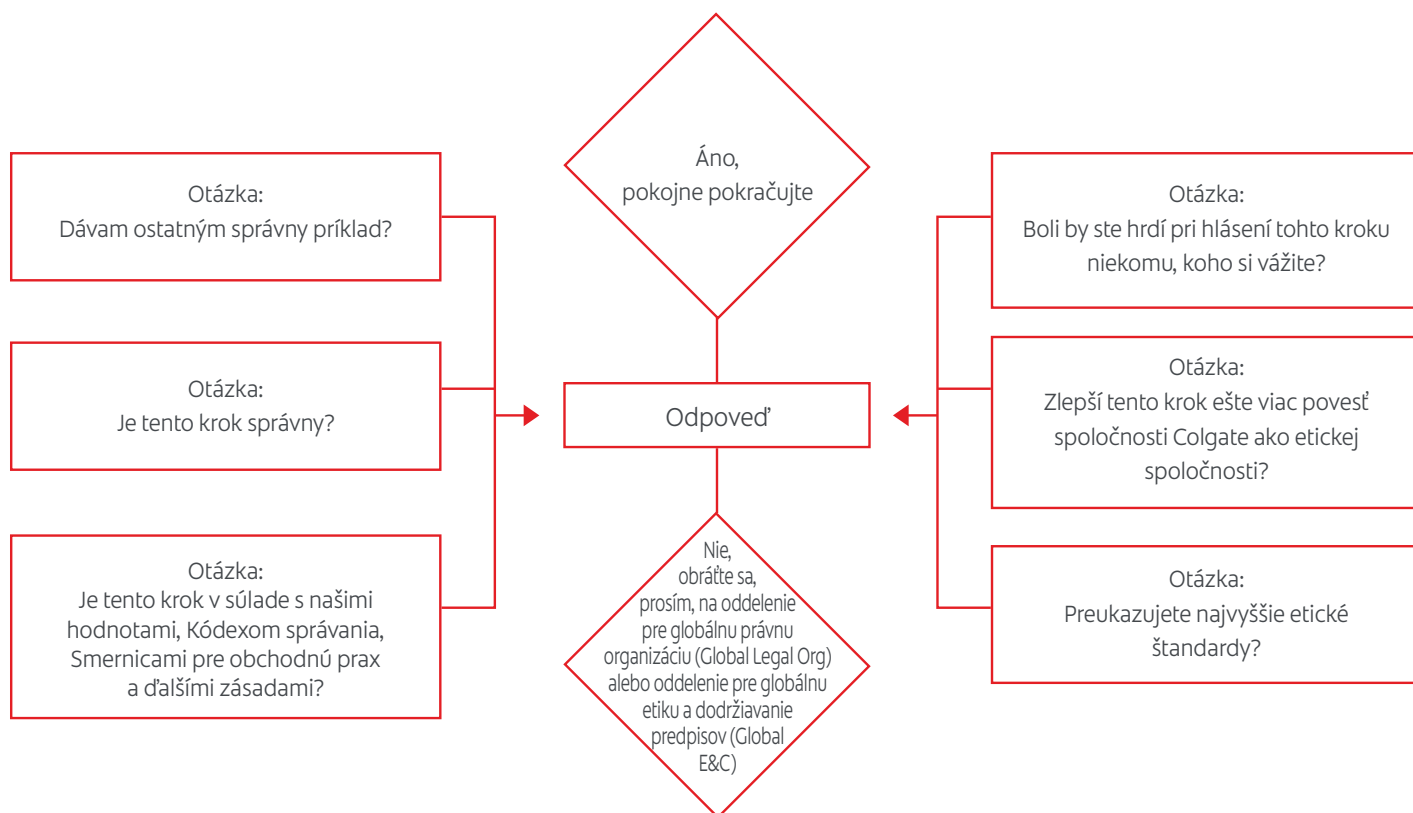 Otázka:
Dávam ostatným správny príklad?
Otázka:
Je tento krok správny?
Otázka:
Je tento krok v súlade s našimi
hodnotami, Kódexom správania,
Smernicami pre obchodnú prax
a ďalšími zásadami?
Áno,
pokojne pokračujte
Odpoveď
Nie,
obráťte sa,
prosím, na oddelenie
pre globálnu právnu
organizáciu (Global Legal Org)
alebo oddelenie pre globálnu
etiku a dodržiavanie
predpisov (Global
E&C)
Otázka:
Boli by ste hrdí pri hlásení tohto kroku
niekomu, koho si vážite?
Otázka:
Zlepší tento krok ešte viac povesť
spoločnosti Colgate ako etickej
spoločnosti?
Otázka:
Preukazujete najvyššie etické
štandardy?